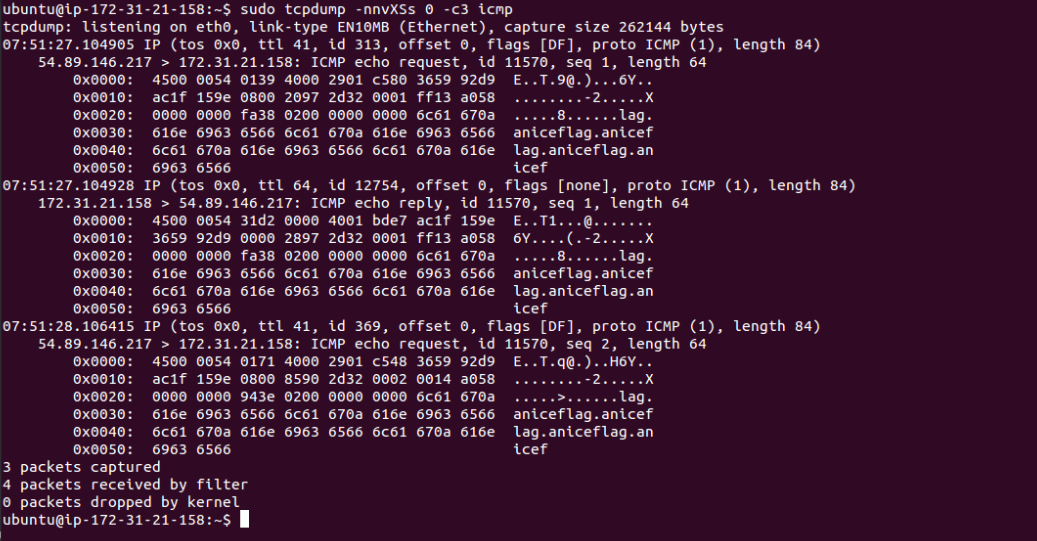 ubuntu@ip-172-31-21-158:~$ sudo tcpdump -nnvXSs 0 -c3 icmp
tcpdump: listening on eth0, link-type EN10MB (Ethernet), capture size 262144 bytes
07:51:27.104905 IP (tos 0x0, ttl 41, id 313, offset 0, flags [DF], proto ICMP (1), length 84)
    54.89.146.217 > 172.31.21.158: ICMP echo request, id 11570, seq 1, length 64
        0x0000:  4500 0054 0139 4000 2901 c580 3659 92d9  E..T.9@.)...6Y..
        0x0010:  ac1f 159e 0800 2097 2d32 0001 ff13 a058  ........-2.....X
        0x0020:  0000 0000 fa38 0200 0000 0000 6c61 670a  .....8......lag.
        0x0030:  616e 6963 6566 6c61 670a 616e 6963 6566  aniceflag.anicef
        0x0040:  6c61 670a 616e 6963 6566 6c61 670a 616e  lag.aniceflag.an
        0x0050:  6963 6566                                icef
07:51:27.104928 IP (tos 0x0, ttl 64, id 12754, offset 0, flags [none], proto ICMP (1), length 84)
    172.31.21.158 > 54.89.146.217: ICMP echo reply, id 11570, seq 1, length 64
        0x0000:  4500 0054 31d2 0000 4001 bde7 ac1f 159e  E..T1...@.......
        0x0010:  3659 92d9 0000 2897 2d32 0001 ff13 a058  6Y....(.-2.....X
        0x0020:  0000 0000 fa38 0200 0000 0000 6c61 670a  .....8......lag.
        0x0030:  616e 6963 6566 6c61 670a 616e 6963 6566  aniceflag.anicef
        0x0040:  6c61 670a 616e 6963 6566 6c61 670a 616e  lag.aniceflag.an
        0x0050:  6963 6566                                icef
07:51:28.106415 IP (tos 0x0, ttl 41, id 369, offset 0, flags [DF], proto ICMP (1), length 84)
    54.89.146.217 > 172.31.21.158: ICMP echo request, id 11570, seq 2, length 64
        0x0000:  4500 0054 0171 4000 2901 c548 3659 92d9  E..T.q@.)..H6Y..
        0x0010:  ac1f 159e 0800 8590 2d32 0002 0014 a058  ........-2.....X
        0x0020:  0000 0000 943e 0200 0000 0000 6c61 670a  .....>......lag.
        0x0030:  616e 6963 6566 6c61 670a 616e 6963 6566  aniceflag.anicef
        0x0040:  6c61 670a 616e 6963 6566 6c61 670a 616e  lag.aniceflag.an
        0x0050:  6963 6566                                icef
3 packets captured
4 packets received by filter
0 packets dropped by kernel
ubuntu@ip-172-31-21-158:~$